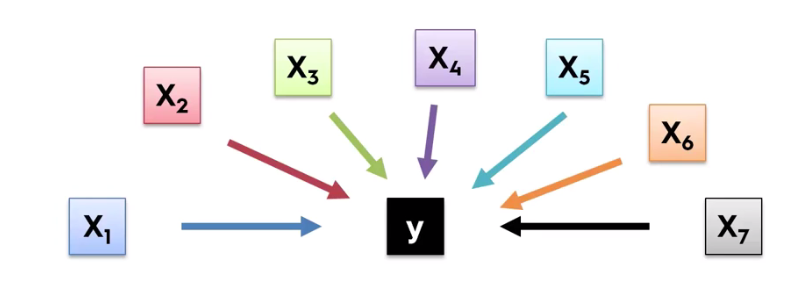 X₁
X₂
X₃
X₄
X₅
X₆
X₇
y